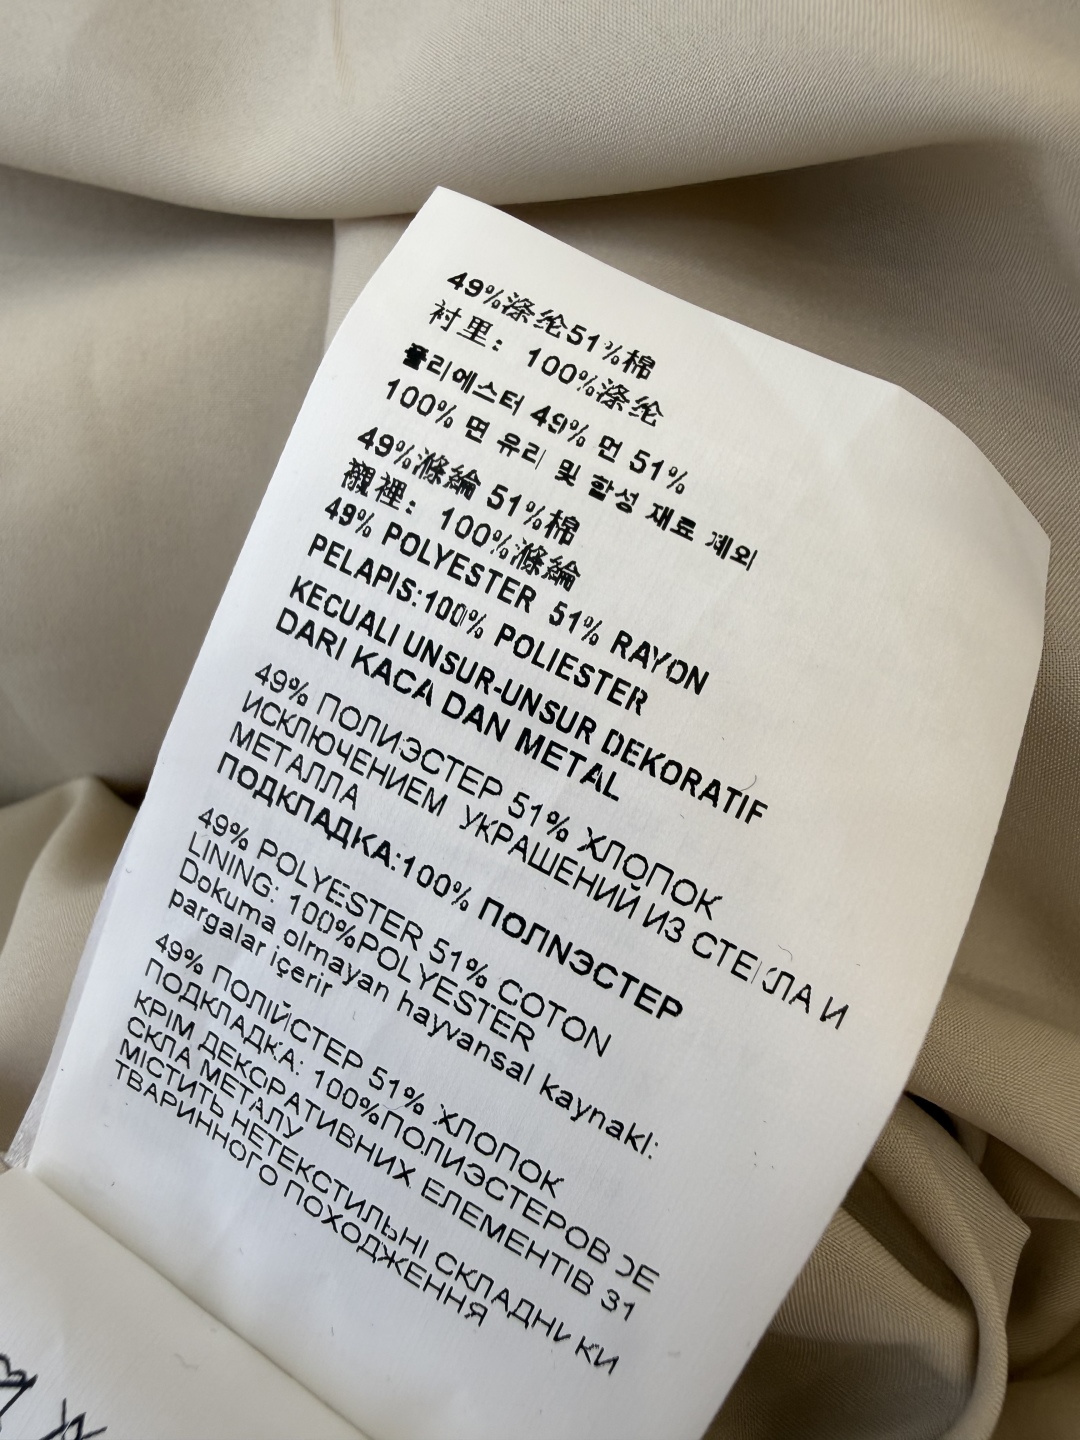 49%涤纶51%棉
衬里: 100%涤纶
폴리에스터 49% 면 51%
100% 면 유리 및 합성 재료 제외
49%滌綸 51%棉
襯裡: 100%滌綸
49% POLYESTER 51% RAYON
PELAPIS:100% POLIESTER
KECUALI UNSUR-UNSUR DEKORATIF
DARI KACA DAN METAL
49% ПОЛИЭСТЕР 51% ХЛОПОК
ИСКЛЮЧЕНИЕМ УКРАШЕНИЙ ИЗ СТЕКЛА И
МЕТАЛЛА
ПОДКЛАДКА:100% ПОЛNЭСТЕР
49% POLYESTER 51% COTON
LINING: 100%POLYESTER
Dokuma olmayan hayvansal kaynakl:
pargalar içerir
49% ПОЛІЙСТЕР 51% ХЛОПОК
ПОДКЛАДКА: 100%ПОЛИЭСТЕРОВ
КРІМ ДЕКОРАТИВНИХ ЕЛЕМЕНТІВ 31
СКЛА МЕТАЛУ
МІСТИТЬ НЕТЕКСТИЛЬНІ СКЛАДНИКИ
ТВАРИННОГО ПОХОДЖЕННЯ